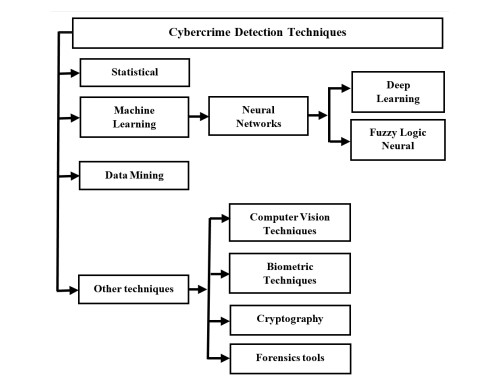 Cybercrime Detection Techniques
Statistical
Machine
Learning
Neural
Networks
Deep
Learning
Fuzzy Logic
Neural
Data Mining
Other techniques
Computer Vision
Techniques
Biometric
Techniques
Cryptography
Forensics tools